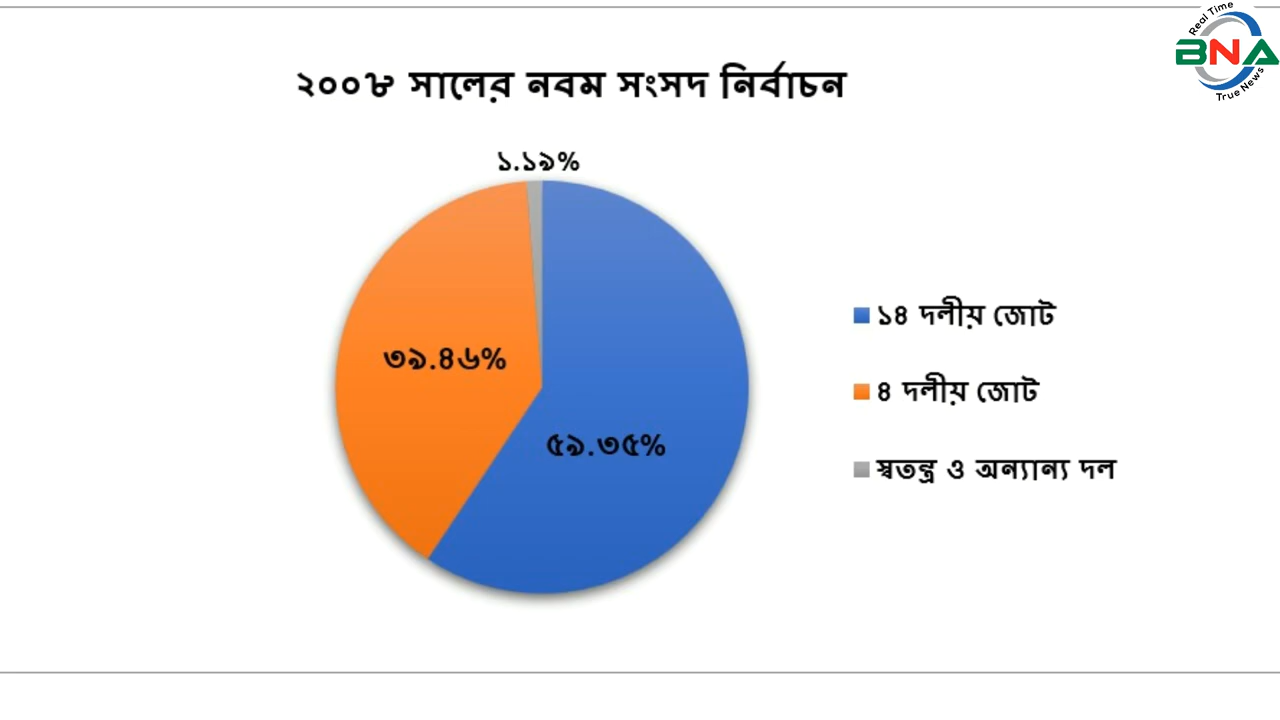 Real Time
BNA
True News
২০০৮ সালের নবম সংসদ নির্বাচন
১.১৯%
৩৯.৪৬%
৫৯.৩৫%
১৪ দলীয় জোট
৪ দলীয় জোট
স্বতন্ত্র ও অন্যান্য দল